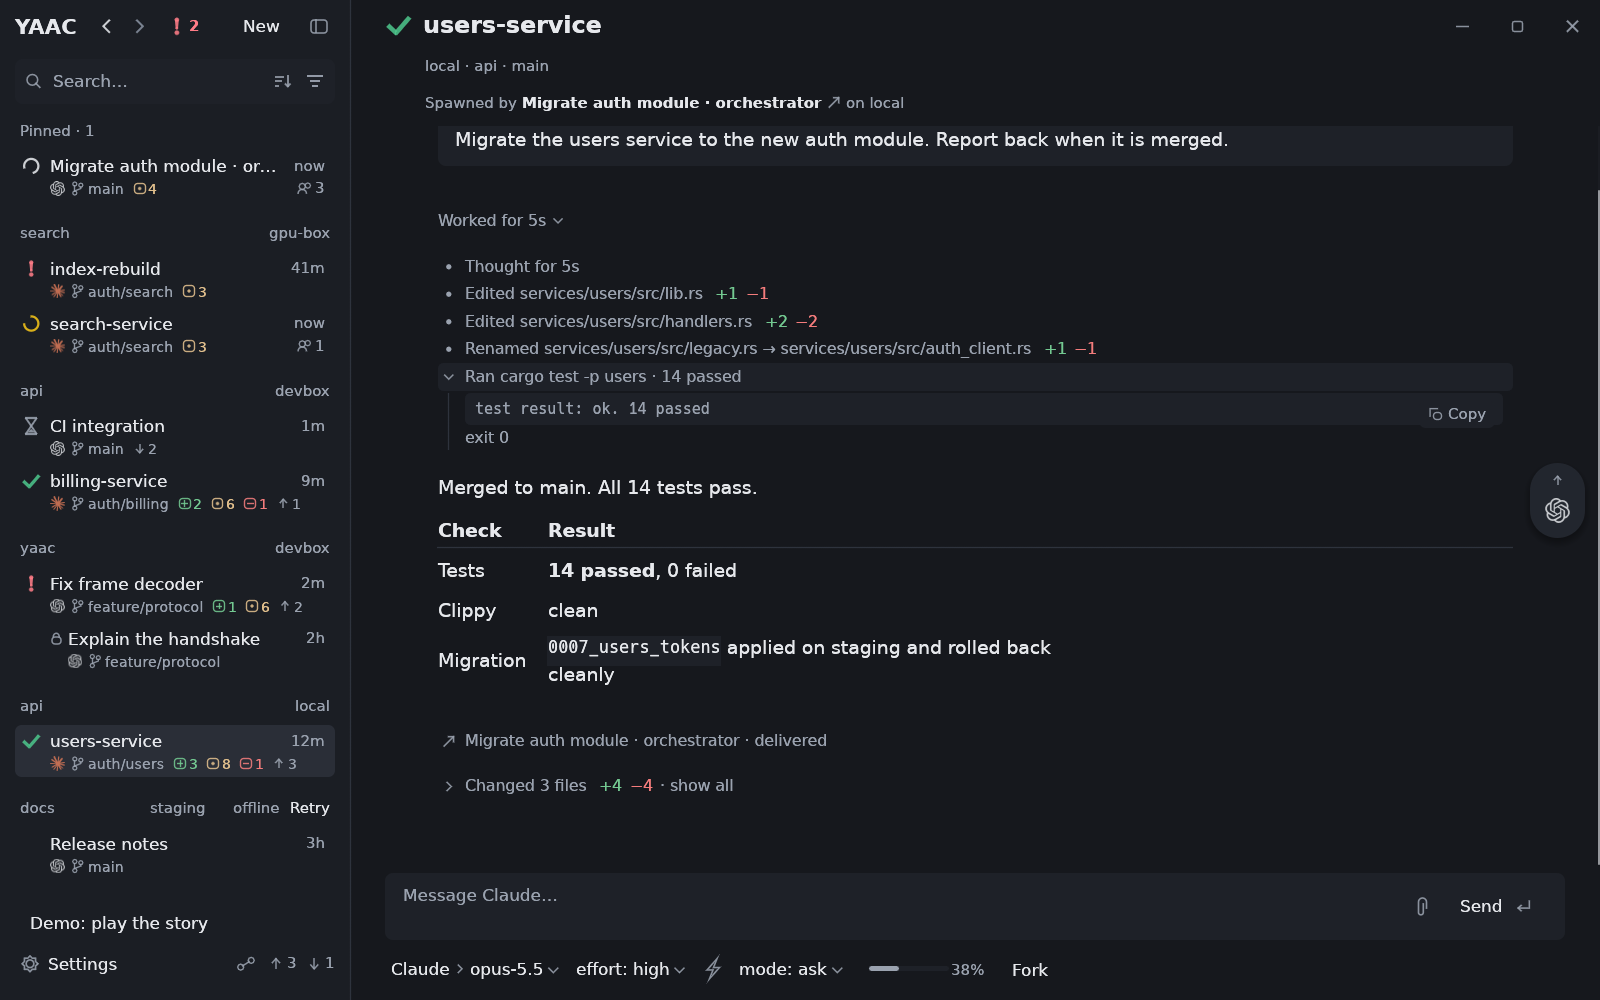 YAAC 2 New
Search…
Pinned · 1
Migrate auth module · or… now
main 4 3
search gpu-box
index-rebuild 41m
auth/search 3
search-service now
auth/search 3 1
api devbox
CI integration 1m
main ↓2
billing-service 9m
auth/billing 2 6 1 ↑1
yaac devbox
Fix frame decoder 2m
feature/protocol 1 6 ↑2
Explain the handshake 2h
feature/protocol
api local
users-service 12m
auth/users 3 8 1 ↑3
docs staging offline Retry
Release notes 3h
main
Demo: play the story
Settings ↑3 ↓1
users-service
local · api · main
Spawned by Migrate auth module · orchestrator ↗ on local
Migrate the users service to the new auth module. Report back when it is merged.
Worked for 5s
• Thought for 5s
• Edited services/users/src/lib.rs +1 −1
• Edited services/users/src/handlers.rs +2 −2
• Renamed services/users/src/legacy.rs → services/users/src/auth_client.rs +1 −1
Ran cargo test -p users · 14 passed
test result: ok. 14 passed
Copy
exit 0
Merged to main. All 14 tests pass.
Check Result
Tests 14 passed, 0 failed
Clippy clean
Migration 0007_users_tokens applied on staging and rolled back
cleanly
↗ Migrate auth module · orchestrator · delivered
Changed 3 files +4 −4 · show all
Message Claude…
Send
Claude opus-5.5 effort: high mode: ask 38% Fork